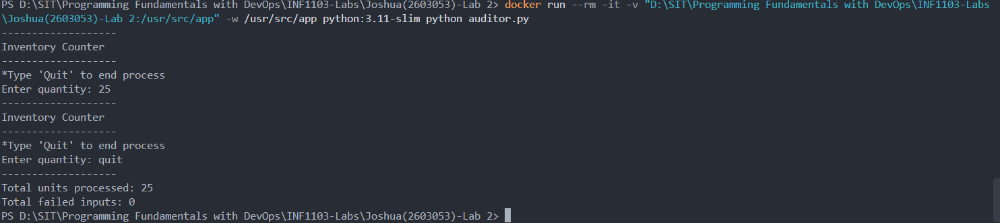 PS D:\SIT\Programming Fundamentals with DevOps\INF1103-Labs\Joshua(2603053)-Lab 2> docker run --rm -it -v "D:\SIT\Programming Fundamentals with DevOps\INF1103-Labs
\Joshua(2603053)-Lab 2:/usr/src/app" -w /usr/src/app python:3.11-slim python auditor.py
-------------------
Inventory Counter
-------------------
*Type 'Quit' to end process
Enter quantity: 25
-------------------
Inventory Counter
-------------------
*Type 'Quit' to end process
Enter quantity: quit
-------------------
Total units processed: 25
Total failed inputs: 0
PS D:\SIT\Programming Fundamentals with DevOps\INF1103-Labs\Joshua(2603053)-Lab 2>